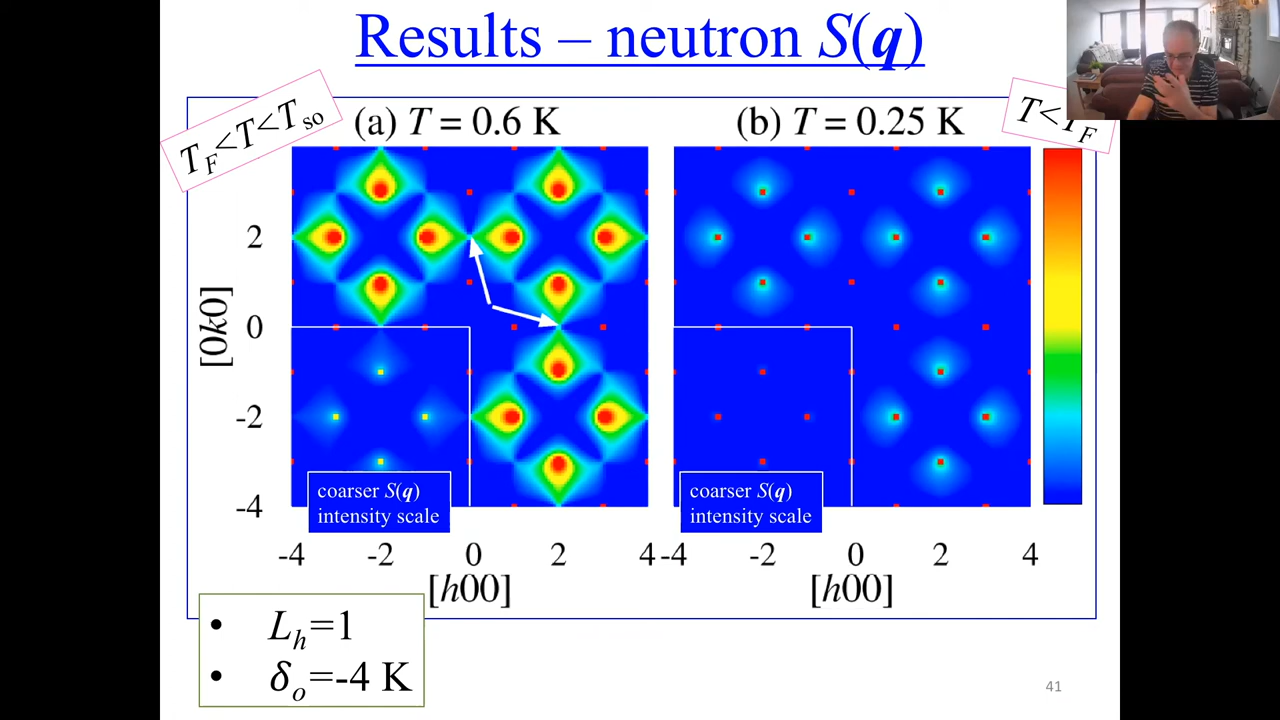 Results – neutron S(q)
T_F<T<T_so
(a) T = 0.6 K
(b) T = 0.25 K
T<T_F
[0k0]
2
0
-2
-4
coarser S(q)
intensity scale
coarser S(q)
intensity scale
-4 -2 0 2 4
-4 -2 0 2 4
[h00]
[h00]
• L_h=1
• δ_o=-4 K
41